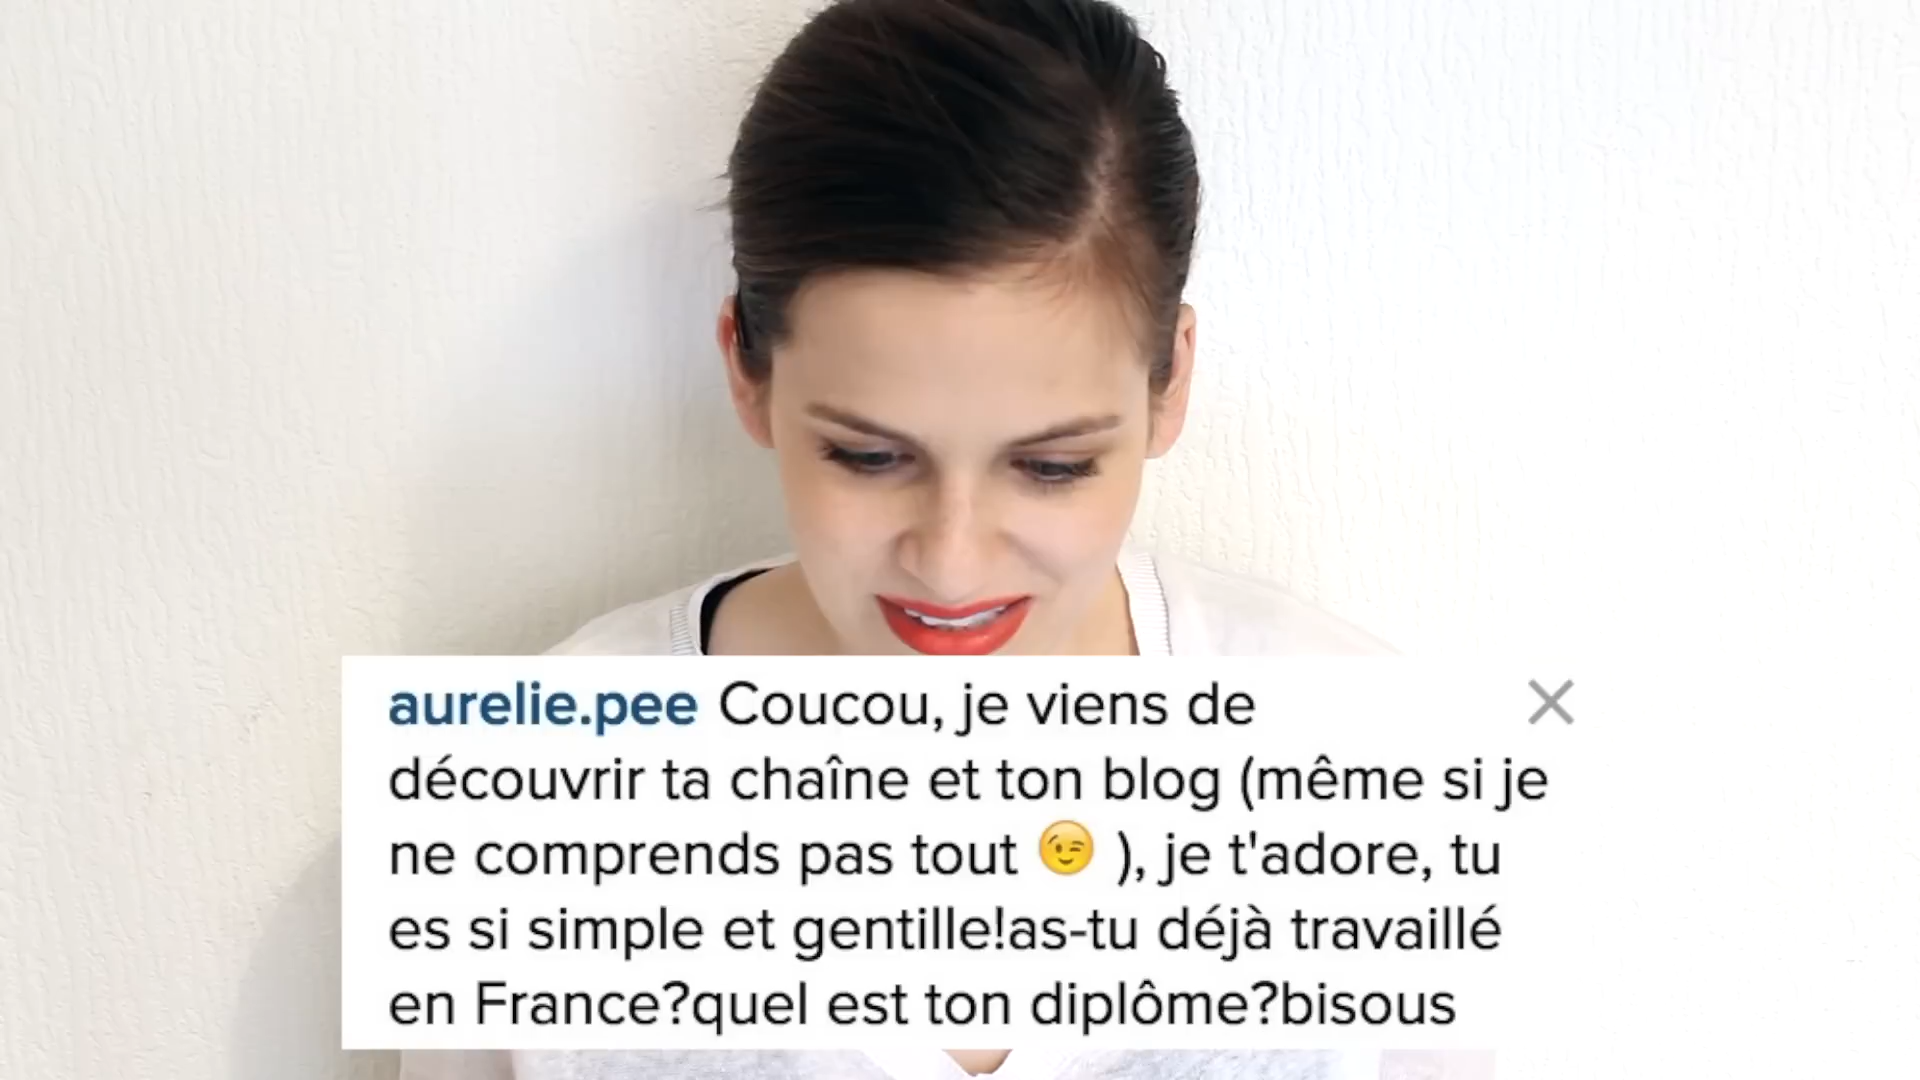 aurelie.pee Coucou, je viens de
découvrir ta chaîne et ton blog (même si je
ne comprends pas tout 😉 ), je t'adore, tu
es si simple et gentille!as-tu déjà travaillé
en France?quel est ton diplôme?bisous